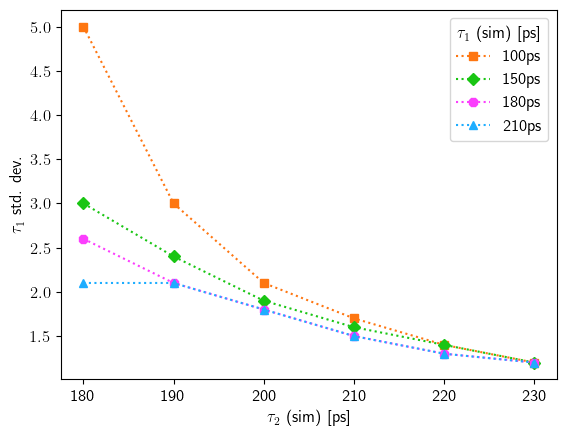 5.0
4.5
4.0
3.5
3.0
2.5
2.0
1.5
τ₁ std. dev.
180 190 200 210 220 230
τ₂ (sim) [ps]
τ₁ (sim) [ps]
100ps
150ps
180ps
210ps